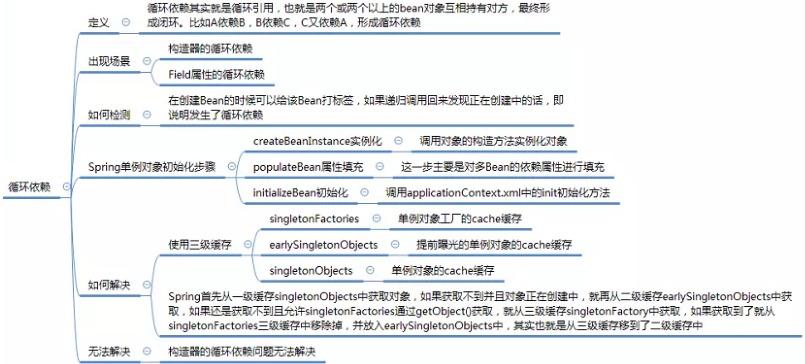 循环依赖
定义
循环依赖其实就是循环引用，也就是两个或两个以上的bean对象互相持有对方，最终形
成闭环。比如A依赖B，B依赖C，C又依赖A，形成循环依赖
出现场景
构造器的循环依赖
Field属性的循环依赖
如何检测
在创建Bean的时候可以给该Bean打标签，如果递归调用回来发现正在创建中的话，即
说明发生了循环依赖
Spring单例对象初始化步骤
createBeanInstance实例化
调用对象的构造方法实例化对象
populateBean属性填充
这一步主要是对多Bean的依赖属性进行填充
initializeBean初始化
调用applicationContext.xml中的init初始化方法
如何解决
使用三级缓存
singletonFactories
单例对象工厂的cache缓存
earlySingletonObjects
提前曝光的单例对象的cache缓存
singletonObjects
单例对象的cache缓存
Spring首先从一级缓存singletonObjects中获取对象，如果获取不到并且对象正在创建中，就再从二级缓存earlySingletonObjects中获
取，如果还是获取不到且允许singletonFactories通过getObject()获取，就从三级缓存singletonFactory中获取，如果获取到了就从
singletonFactories三级缓存中移除掉，并放入earlySingletonObjects中，其实也就是从三级缓存移到了二级缓存中
无法解决
构造器的循环依赖问题无法解决